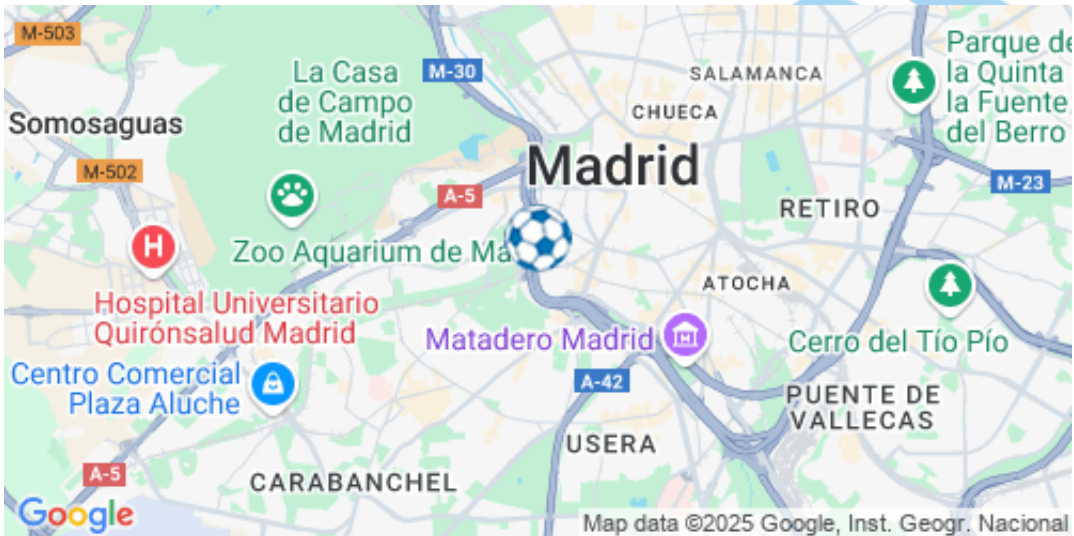 M-503
La Casa
de Campo
de Madrid
M-30
SALAMANCA
Parque de
la Quinta
la Fuente
del Berro
CHUECA
Somosaguas
Madrid
M-502
A-5
M-23
RETIRO
Zoo Aquarium de Ma
ATOCHA
Hospital Universitario
Quirónsalud Madrid
Matadero Madrid
Cerro del Tío Pío
Centro Comercial
Plaza Aluche
A-42
PUENTE DE
VALLECAS
USERA
A-5
CARABANCHEL
Google
Map data ©2025 Google, Inst. Geogr. Nacional
H
M